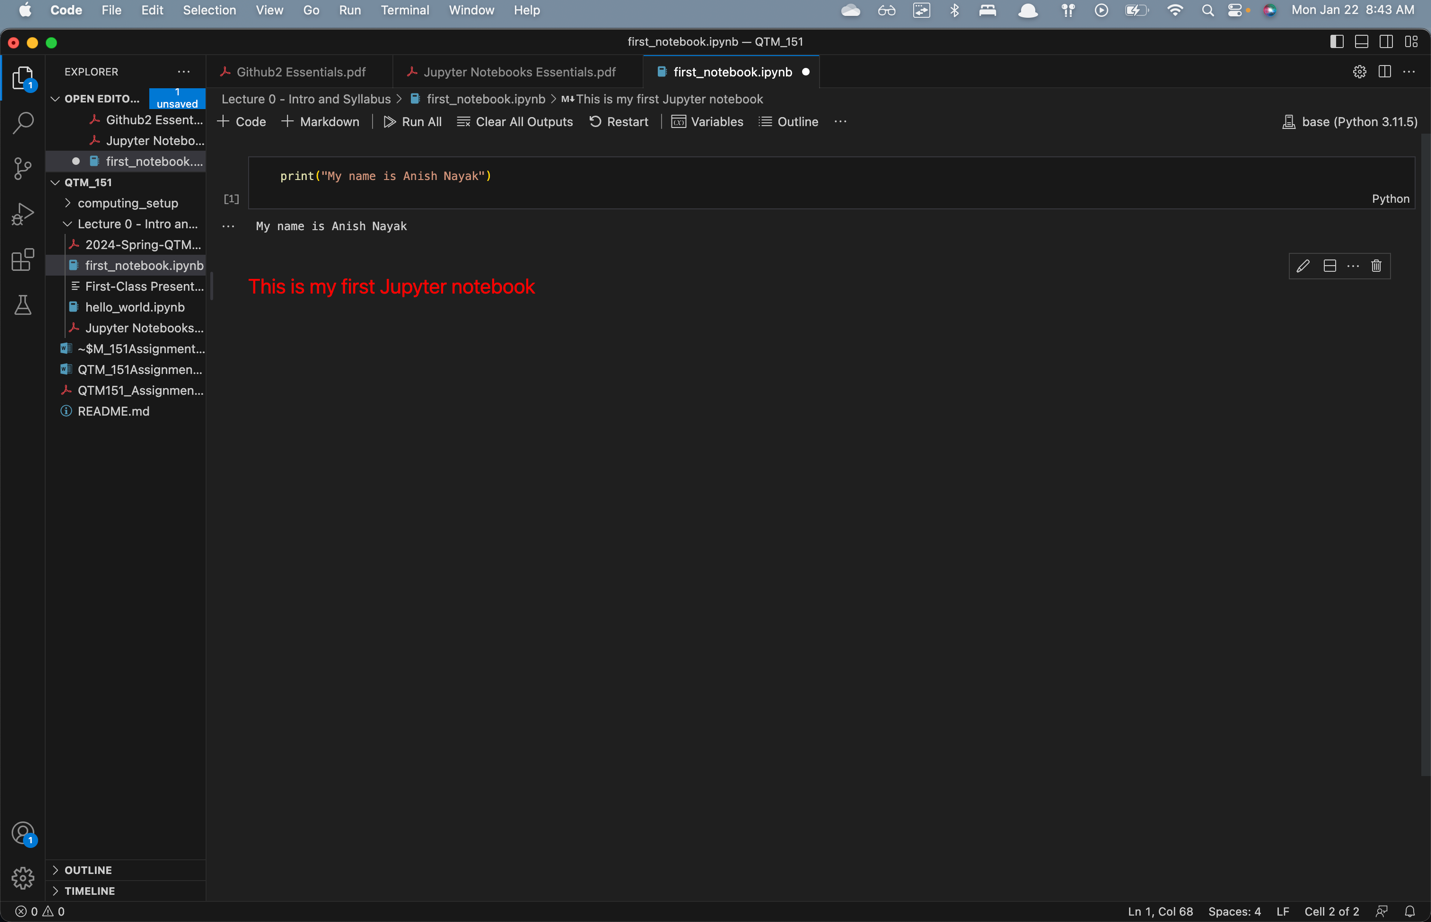 Code File Edit Selection View Go Run Terminal Window Help Mon Jan 22 8:43 AM
first_notebook.ipynb — QTM_151
EXPLORER
Github2 Essentials.pdf
Jupyter Notebooks Essentials.pdf
first_notebook.ipynb
1
OPEN EDITO... 1 unsaved
Github2 Essent...
Jupyter Notebo...
first_notebook....
QTM_151
computing_setup
Lecture 0 - Intro an...
2024-Spring-QTM...
first_notebook.ipynb
First-Class Present...
hello_world.ipynb
Jupyter Notebooks...
~$M_151Assignment...
QTM_151Assignmen...
QTM151_Assignmen...
README.md
1
OUTLINE
TIMELINE
Lecture 0 - Intro and Syllabus > first_notebook.ipynb > M↓ This is my first Jupyter notebook
+ Code + Markdown | Run All Clear All Outputs Restart | Variables Outline ... base (Python 3.11.5)
print("My name is Anish Nayak")
[1] Python
... My name is Anish Nayak
This is my first Jupyter notebook
0 0 Ln 1, Col 68 Spaces: 4 LF Cell 2 of 2